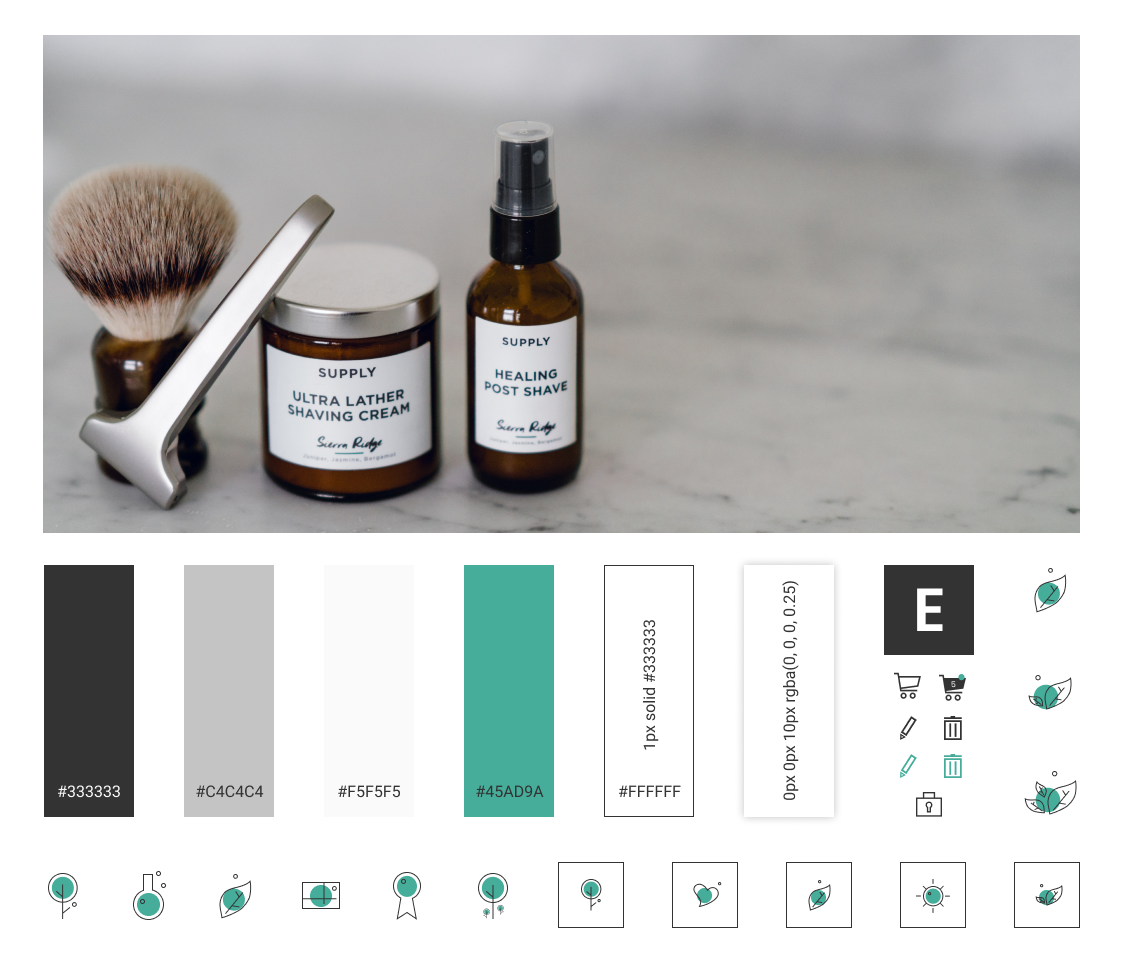 SUPPLY
ULTRA LATHER
SHAVING CREAM
Sierra Ridge
Juniper, Jasmine, Bergamot
SUPPLY
HEALING
POST SHAVE
Sierra Ridge
Juniper, Jasmine, Bergamot
#333333
#C4C4C4
#F5F5F5
#45AD9A
1px solid #333333
#FFFFFF
0px 0px 10px rgba(0, 0, 0, 0.25)
E
5